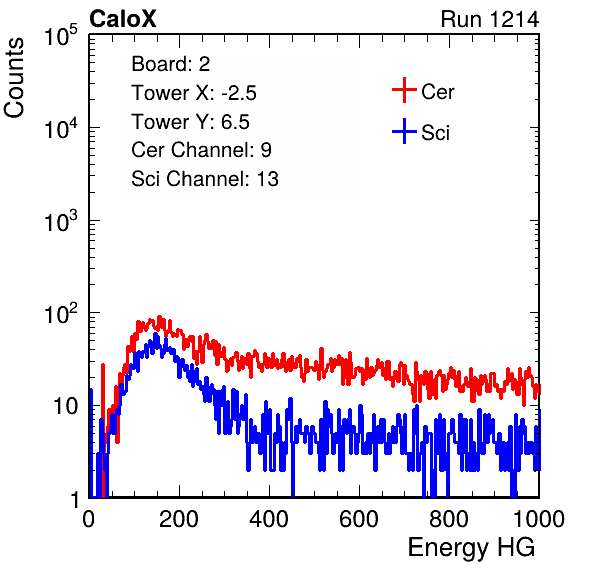 CaloX Run 1214
Counts
10^5
10^4
10^3
10^2
10
1
Board: 2
Tower X: -2.5
Tower Y: 6.5
Cer Channel: 9
Sci Channel: 13
Cer
Sci
0 200 400 600 800 1000
Energy HG